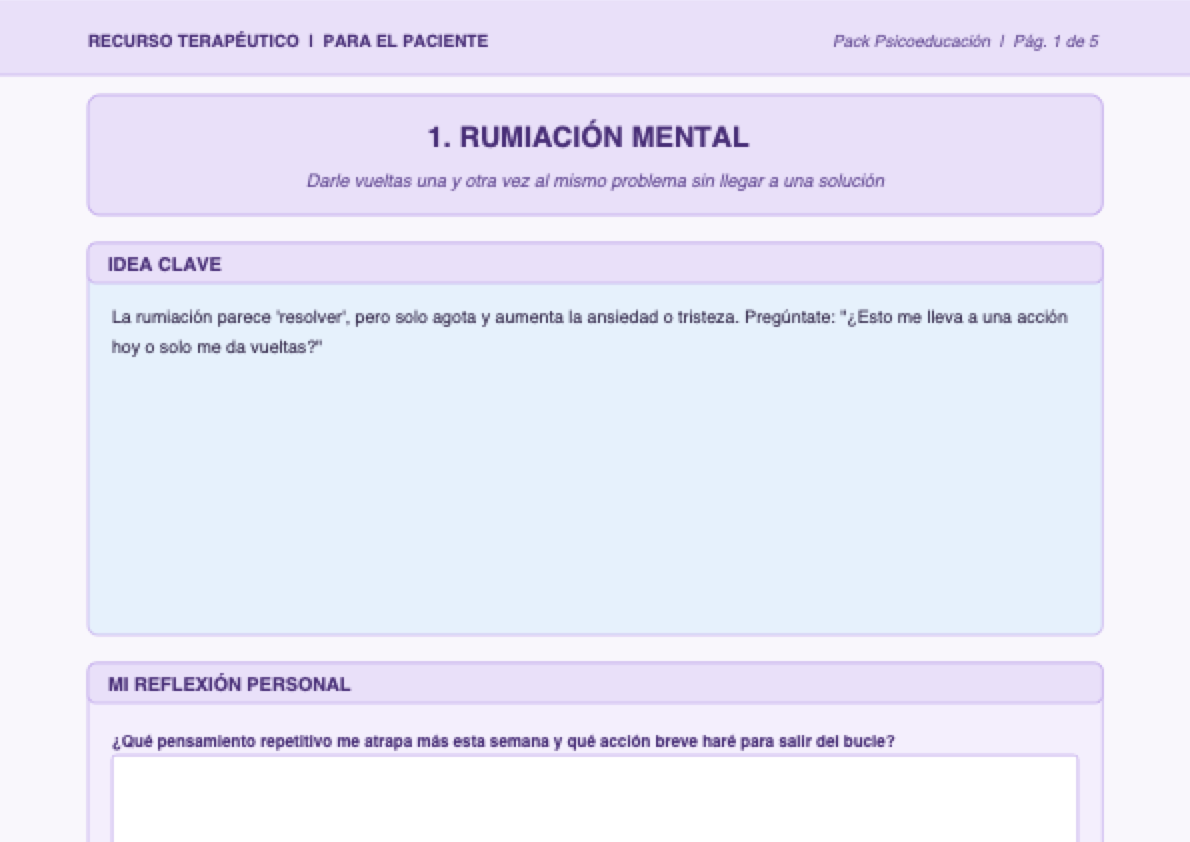 RECURSO TERAPÉUTICO | PARA EL PACIENTE
Pack Psicoeducación | Pág. 1 de 5
1. RUMIACIÓN MENTAL
Darle vueltas una y otra vez al mismo problema sin llegar a una solución
IDEA CLAVE
La rumiación parece 'resolver', pero solo agota y aumenta la ansiedad o tristeza. Pregúntate: "¿Esto me lleva a una acción
hoy o solo me da vueltas?"
MI REFLEXIÓN PERSONAL
¿Qué pensamiento repetitivo me atrapa más esta semana y qué acción breve haré para salir del bucle?